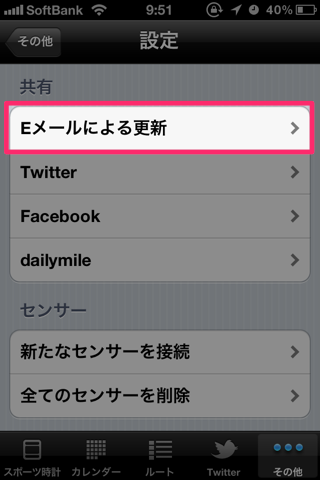 SoftBank 9:51 40%
その他 設定
共有
Eメールによる更新
Twitter
Facebook
dailymile
センサー
新たなセンサーを接続
全てのセンサーを削除
スポーツ時計 カレンダー ルート Twitter その他